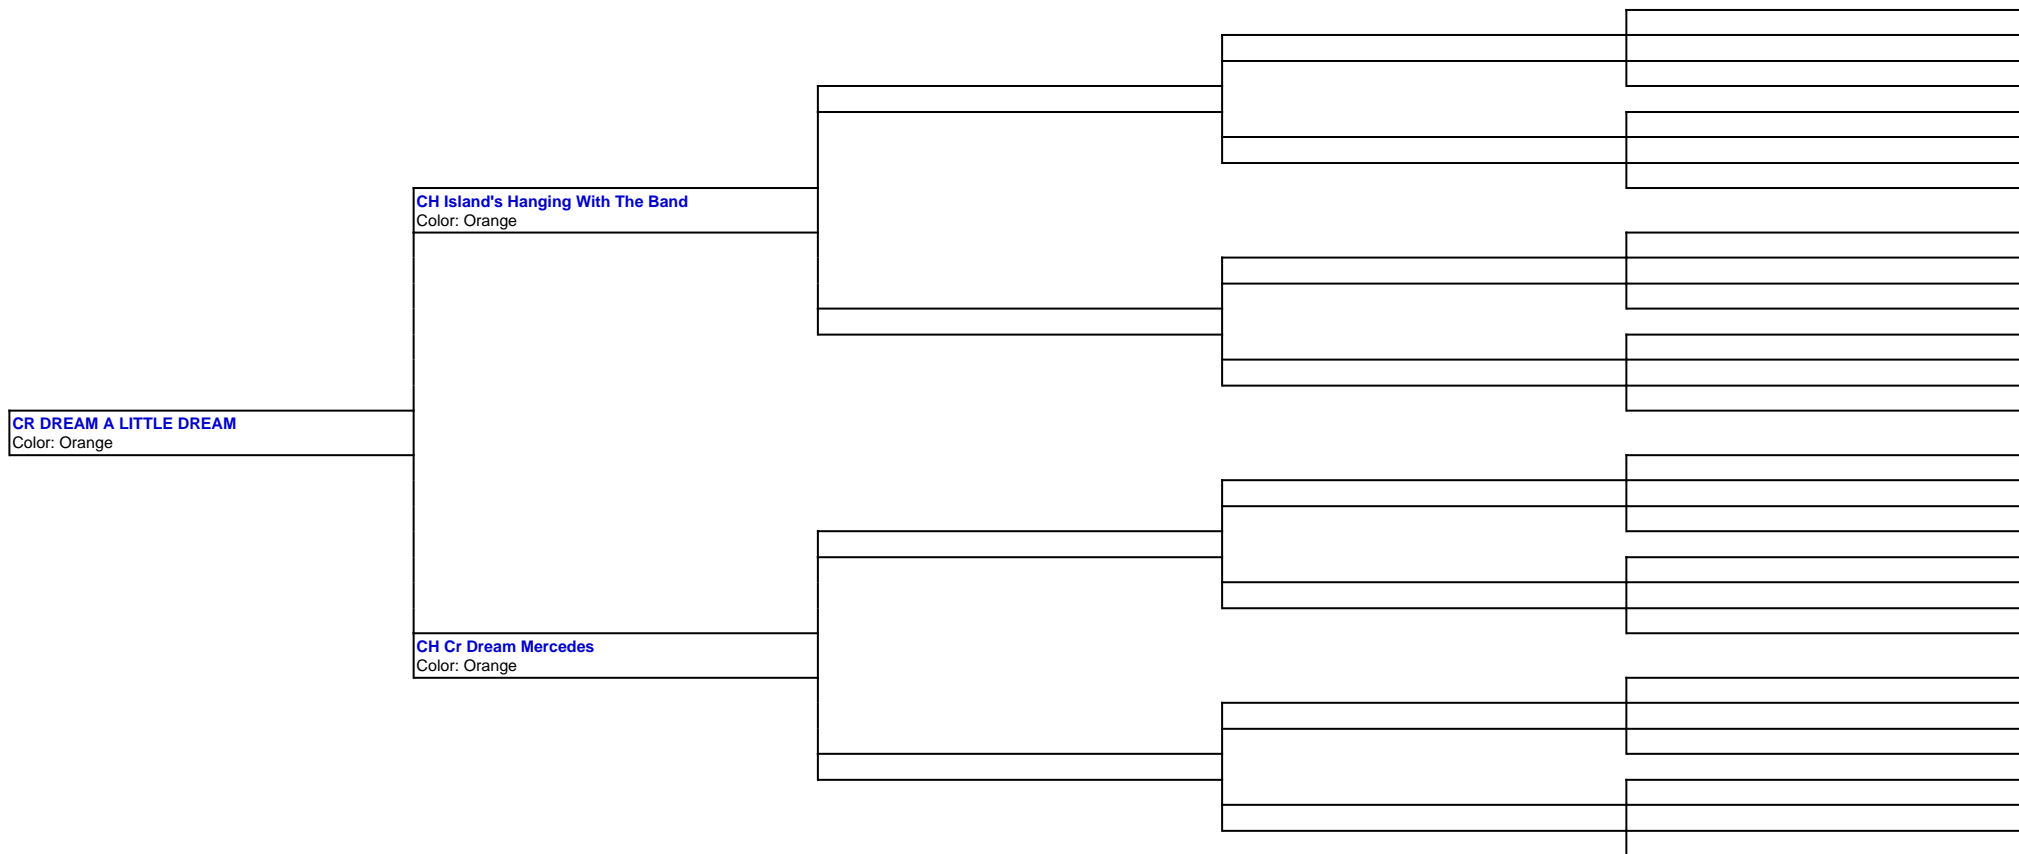 CH Island's Hanging With The Band
Color: Orange
CR DREAM A LITTLE DREAM
Color: Orange
CH Cr Dream Mercedes
Color: Orange